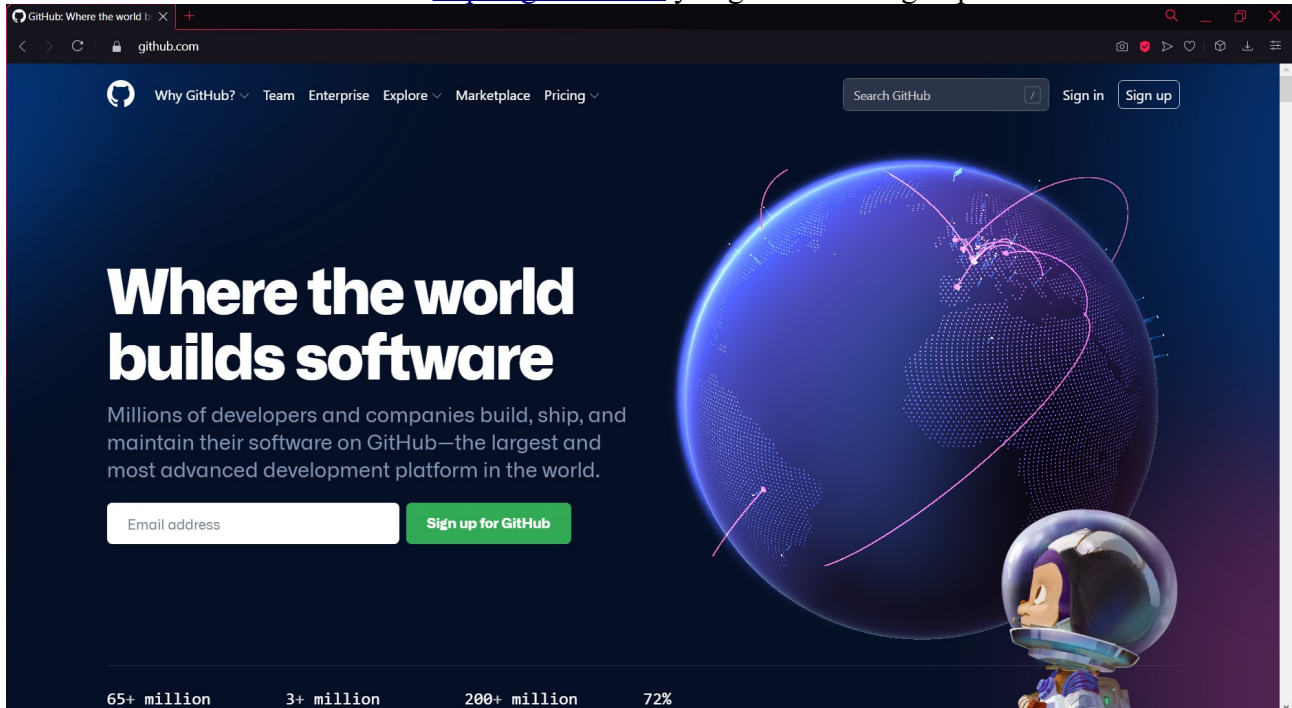 GitHub: Where the world b
github.com
Why GitHub? Team Enterprise Explore Marketplace Pricing Search GitHub / Sign in Sign up
Where the world
builds software
Millions of developers and companies build, ship, and
maintain their software on GitHub—the largest and
most advanced development platform in the world.
Email address Sign up for GitHub
65+ million 3+ million 200+ million 72%